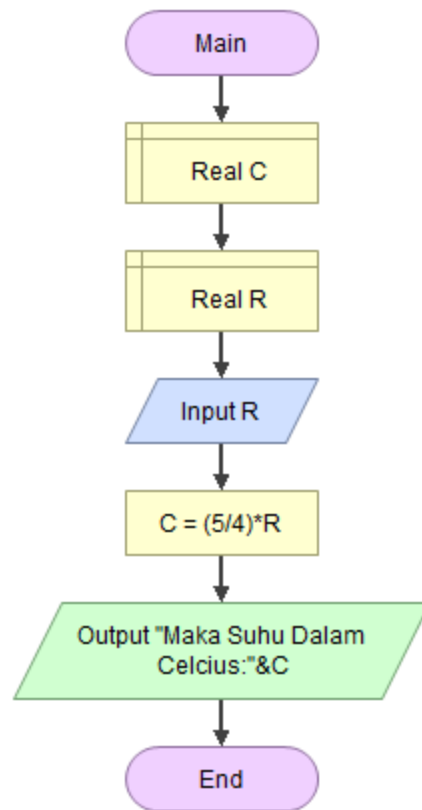 Main
Real C
Real R
Input R
C = (5/4)*R
Output "Maka Suhu Dalam
Celcius:"&C
End